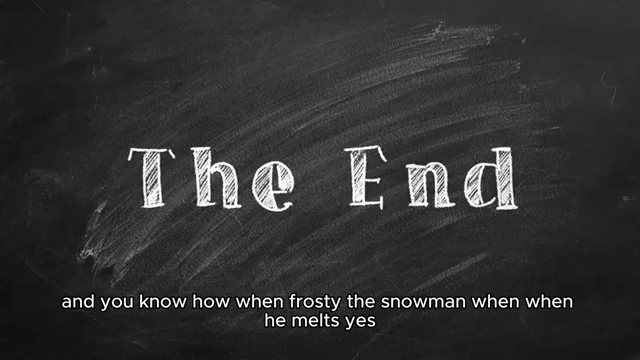 The End
and you know how when frosty the snowman when when
he melts yes